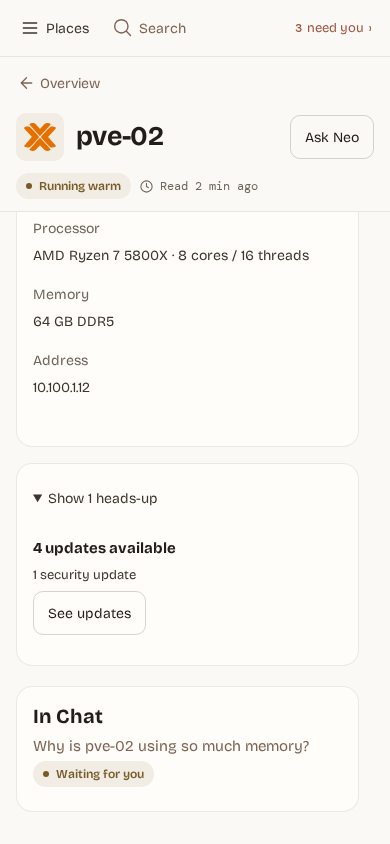 Places
Search
3 need you ›
Overview
pve-02
Ask Neo
Running warm
Read 2 min ago
Processor
AMD Ryzen 7 5800X · 8 cores / 16 threads
Memory
64 GB DDR5
Address
10.100.1.12
Show 1 heads-up
4 updates available
1 security update
See updates
In Chat
Why is pve-02 using so much memory?
Waiting for you